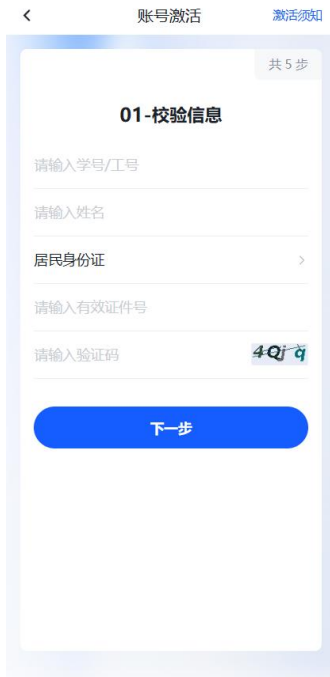 账号激活
激活须知
共 5 步
01-校验信息
请输入学号/工号
请输入姓名
居民身份证
请输入有效证件号
请输入验证码
4Qjq
下一步